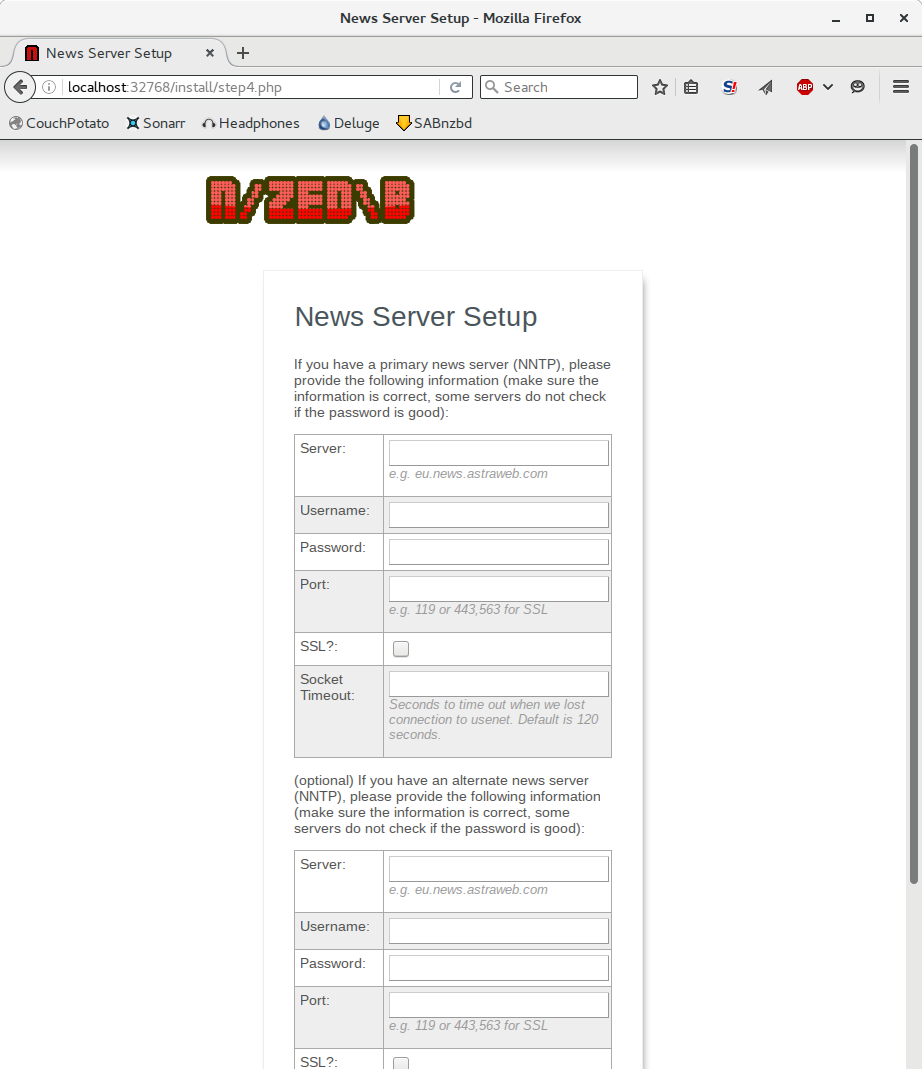 News Server Setup - Mozilla Firefox
News Server Setup
localhost:32768/install/step4.php
Search
S!
ABP
CouchPotato
Sonarr
Headphones
Deluge
SABnzbd
n/ZED\B
News Server Setup
If you have a primary news server (NNTP), please
provide the following information (make sure the
information is correct, some servers do not check
if the password is good):
Server:
e.g. eu.news.astraweb.com
Username:
Password:
Port:
e.g. 119 or 443,563 for SSL
SSL?:
Socket
Timeout:
Seconds to time out when we lost
connection to usenet. Default is 120
seconds.
(optional) If you have an alternate news server
(NNTP), please provide the following information
(make sure the information is correct, some
servers do not check if the password is good):
Server:
e.g. eu.news.astraweb.com
Username:
Password:
Port:
e.g. 119 or 443,563 for SSL
SSL?: